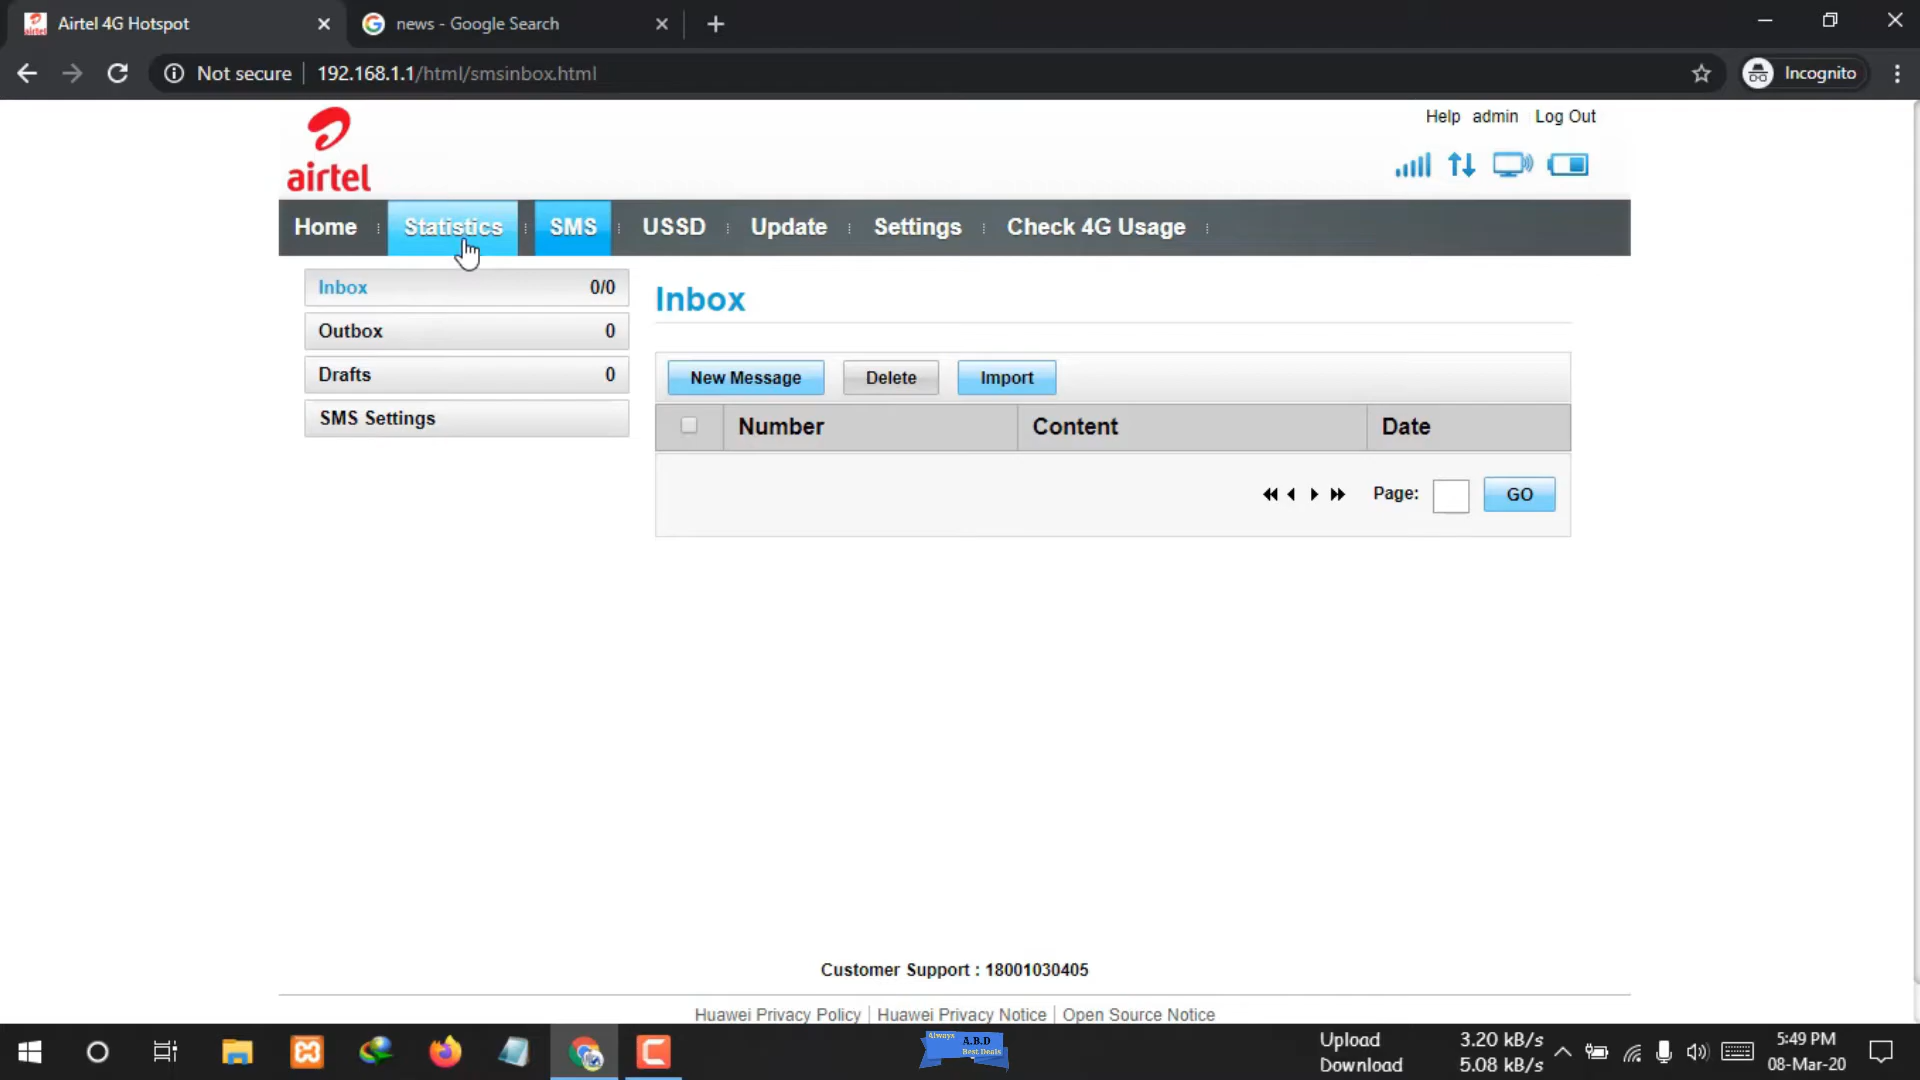 Airtel 4G Hotspot
news - Google Search
Not secure 192.168.1.1/html/smsinbox.html
Incognito
Help admin Log Out
airtel
Home Statistics SMS USSD Update Settings Check 4G Usage
Inbox 0/0
Outbox 0
Drafts 0
SMS Settings
Inbox
New Message Delete Import
Number Content Date
Page: GO
Customer Support : 18001030405
Huawei Privacy Policy | Huawei Privacy Notice | Open Source Notice
Always
A.B.D
Best Deals
Upload 3.20 kB/s
Download 5.08 kB/s
5:49 PM
08-Mar-20